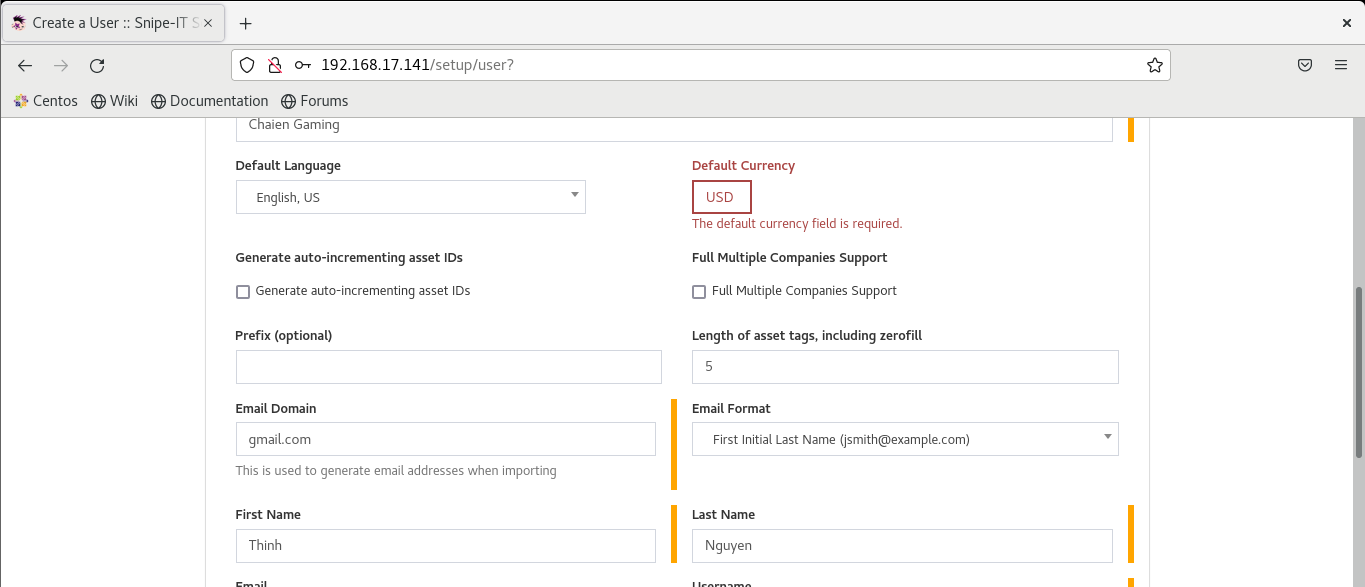 Create a User :: Snipe-IT S
192.168.17.141/setup/user?
Centos Wiki Documentation Forums
Chaien Gaming
Default Language
English, US
Default Currency
USD
The default currency field is required.
Generate auto-incrementing asset IDs
Generate auto-incrementing asset IDs
Full Multiple Companies Support
Full Multiple Companies Support
Prefix (optional)
Length of asset tags, including zerofill
5
Email Domain
gmail.com
This is used to generate email addresses when importing
Email Format
First Initial Last Name (jsmith@example.com)
First Name
Thinh
Last Name
Nguyen
Email
Username